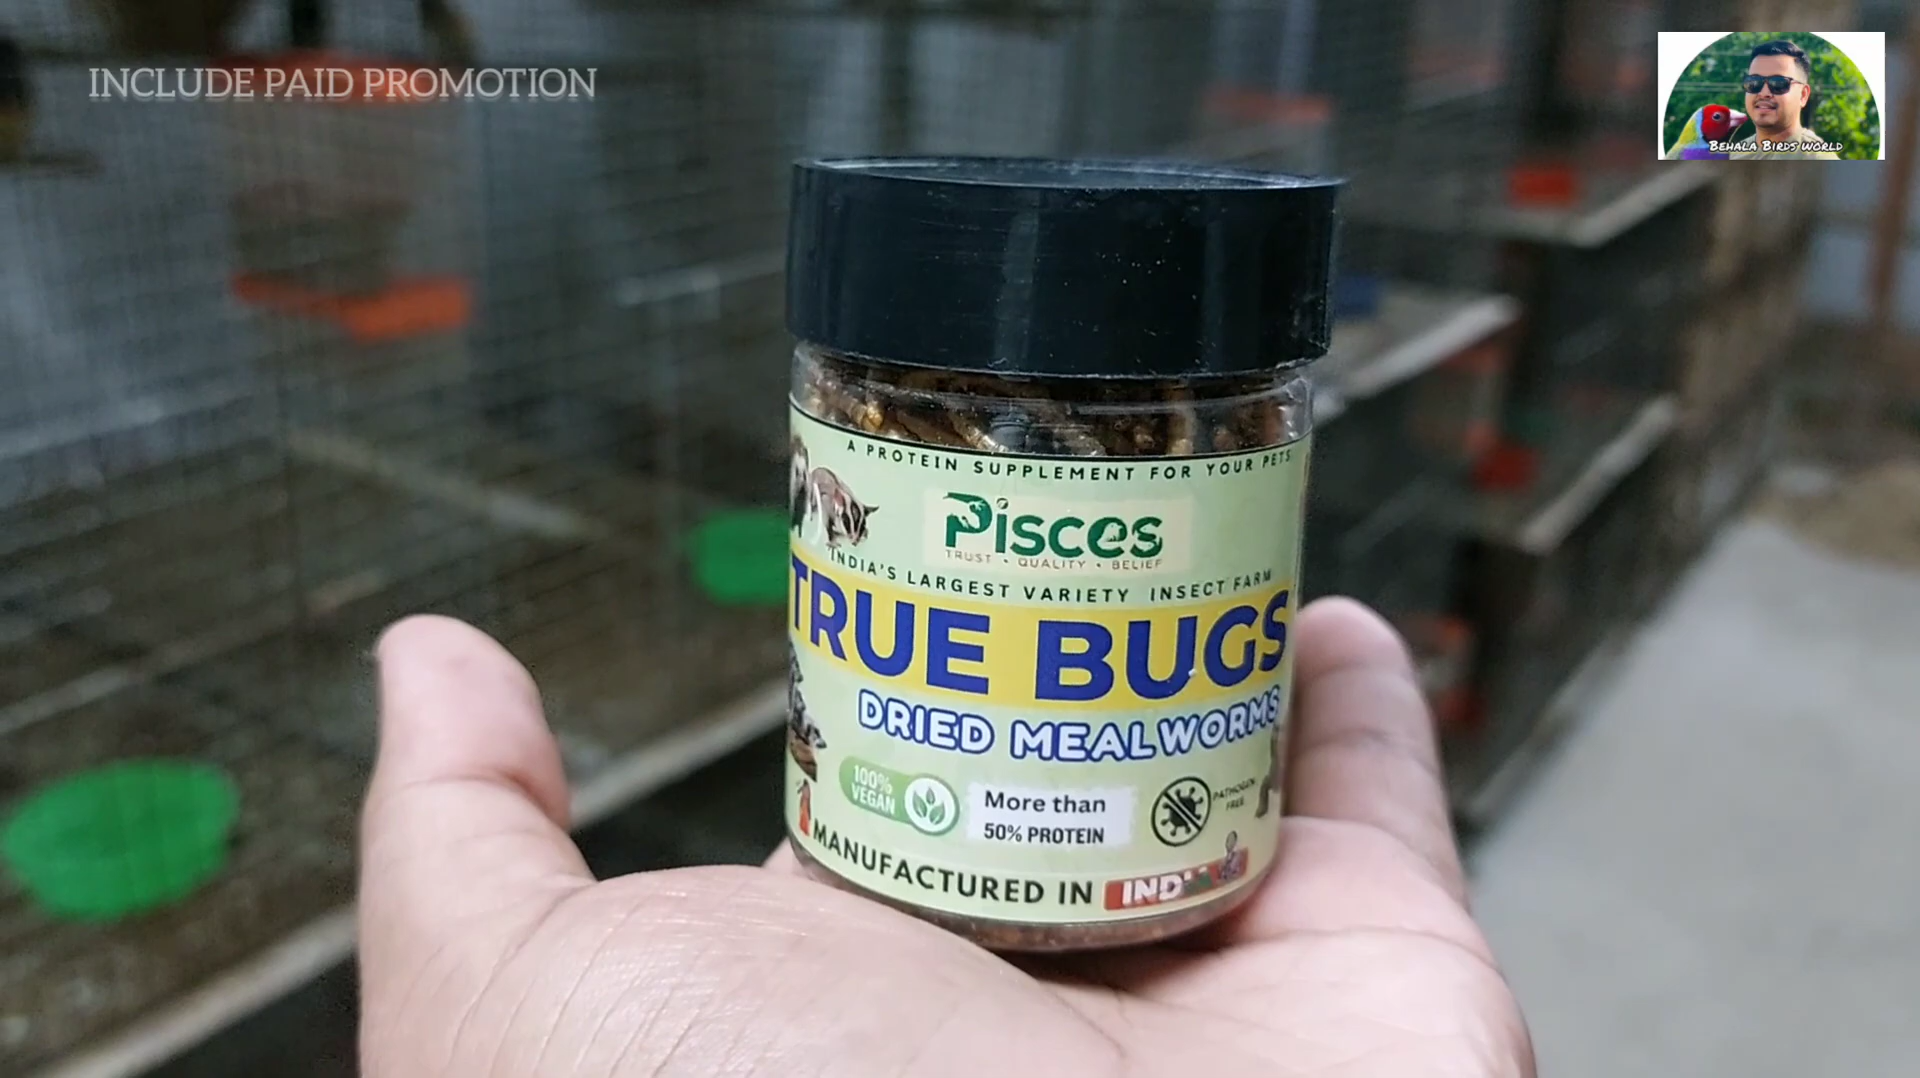 INCLUDE PAID PROMOTION
BEHALA BIRDS WORLD
A PROTEIN SUPPLEMENT FOR YOUR PETS
Pisces
TRUST • QUALITY • BELIEF
INDIA'S LARGEST VARIETY INSECT FARM
TRUE BUGS
DRIED MEALWORMS
100%
VEGAN
More than
50% PROTEIN
PATHOGEN
FREE
MANUFACTURED IN INDIA